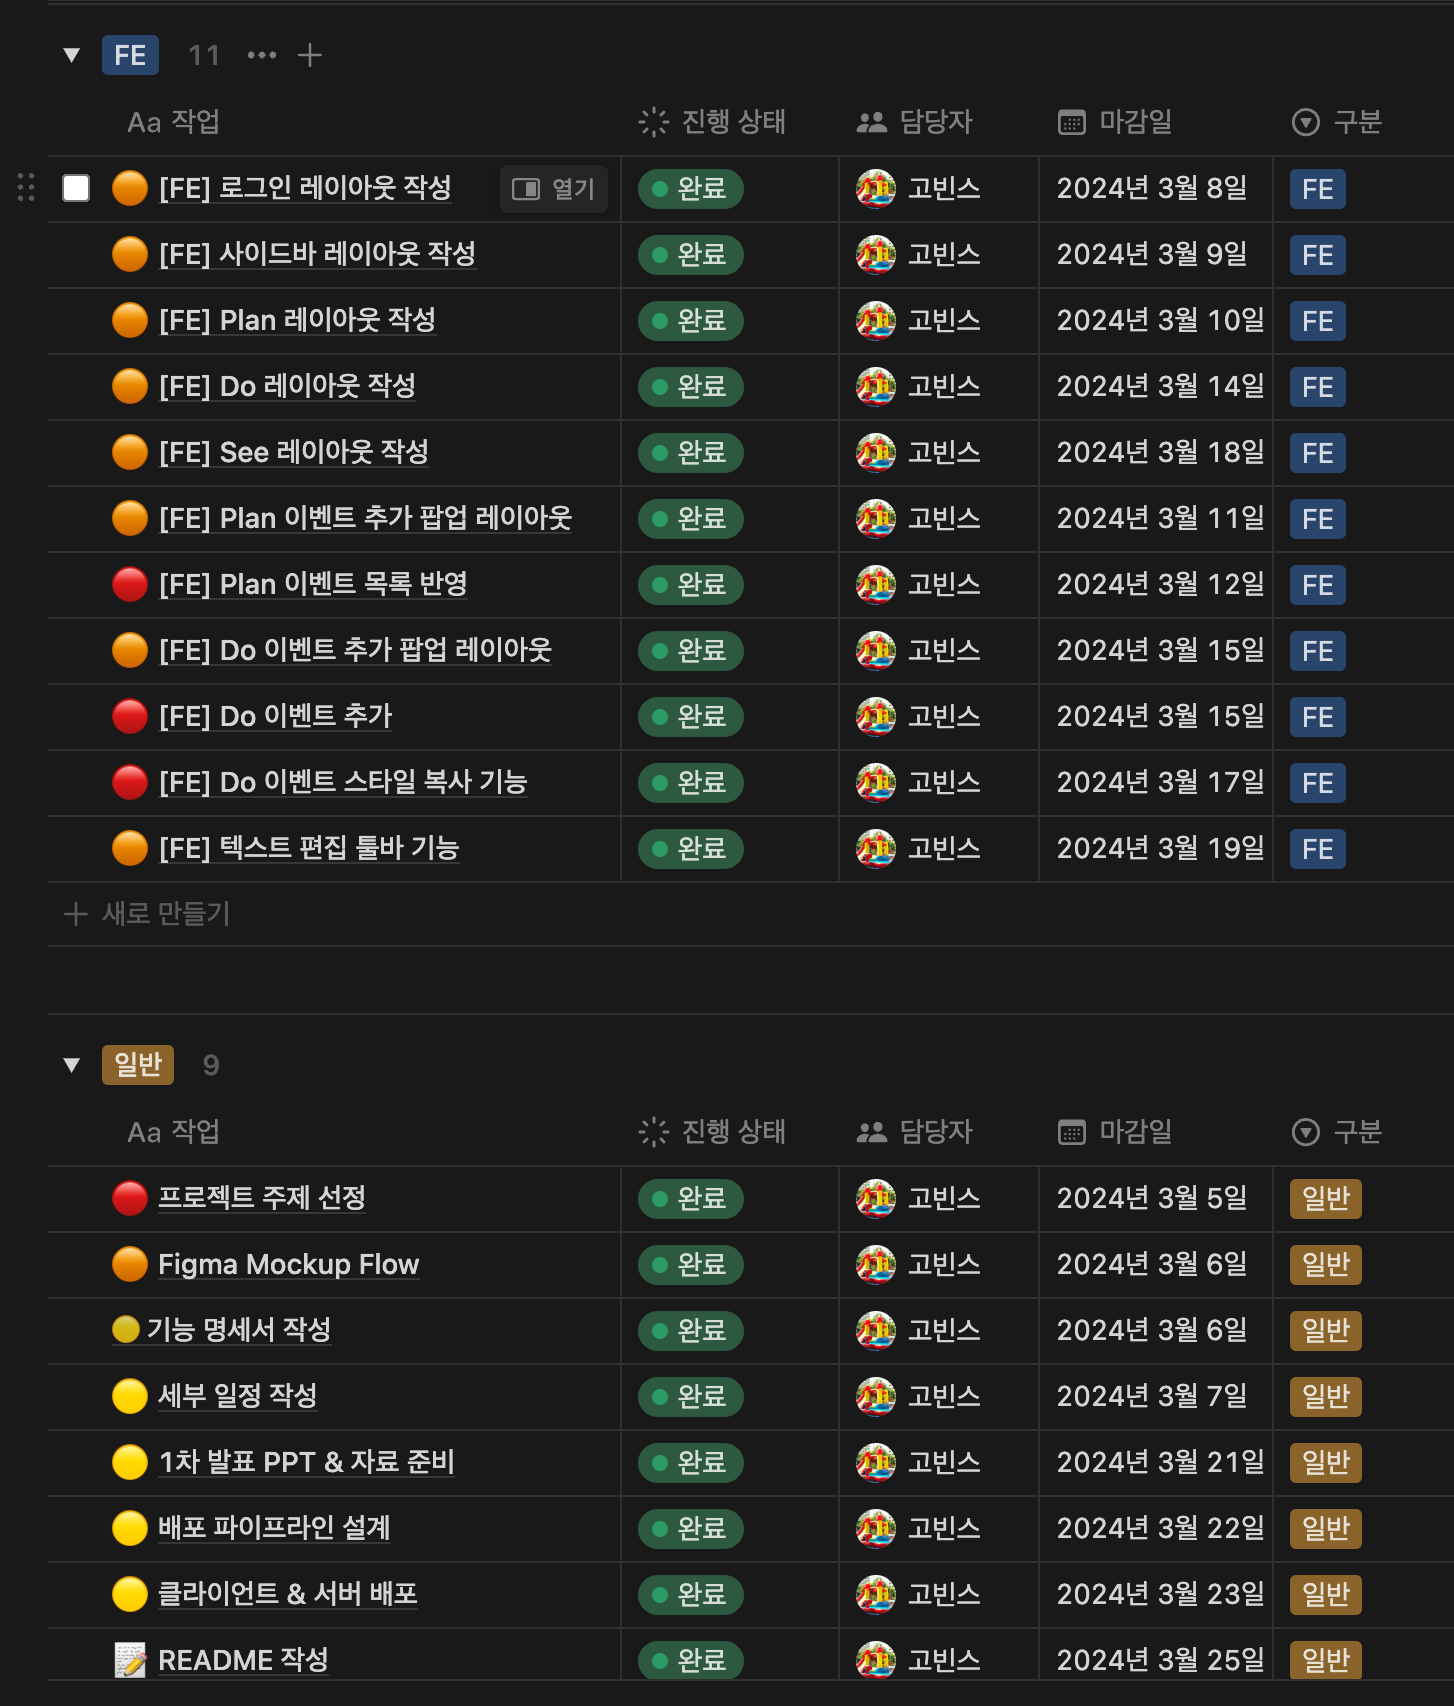 FE 11
Aa 작업 진행 상태 담당자 마감일 구분
[FE] 로그인 레이아웃 작성 열기 완료 고빈스 2024년 3월 8일 FE
[FE] 사이드바 레이아웃 작성 완료 고빈스 2024년 3월 9일 FE
[FE] Plan 레이아웃 작성 완료 고빈스 2024년 3월 10일 FE
[FE] Do 레이아웃 작성 완료 고빈스 2024년 3월 14일 FE
[FE] See 레이아웃 작성 완료 고빈스 2024년 3월 18일 FE
[FE] Plan 이벤트 추가 팝업 레이아웃 완료 고빈스 2024년 3월 11일 FE
[FE] Plan 이벤트 목록 반영 완료 고빈스 2024년 3월 12일 FE
[FE] Do 이벤트 추가 팝업 레이아웃 완료 고빈스 2024년 3월 15일 FE
[FE] Do 이벤트 추가 완료 고빈스 2024년 3월 15일 FE
[FE] Do 이벤트 스타일 복사 기능 완료 고빈스 2024년 3월 17일 FE
[FE] 텍스트 편집 툴바 기능 완료 고빈스 2024년 3월 19일 FE
+ 새로 만들기
일반 9
Aa 작업 진행 상태 담당자 마감일 구분
프로젝트 주제 선정 완료 고빈스 2024년 3월 5일 일반
Figma Mockup Flow 완료 고빈스 2024년 3월 6일 일반
기능 명세서 작성 완료 고빈스 2024년 3월 6일 일반
세부 일정 작성 완료 고빈스 2024년 3월 7일 일반
1차 발표 PPT & 자료 준비 완료 고빈스 2024년 3월 21일 일반
배포 파이프라인 설계 완료 고빈스 2024년 3월 22일 일반
클라이언트 & 서버 배포 완료 고빈스 2024년 3월 23일 일반
README 작성 완료 고빈스 2024년 3월 25일 일반